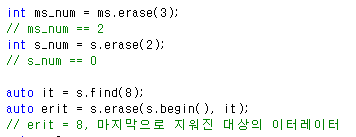 int ms_num = ms.erase(3);
// ms_num == 2
int s_num = s.erase(2);
// s_num == 0
auto it = s.find(8);
auto erit = s.erase(s.begin(), it);
// erit = 8, 마지막으로 지워진 대상의 이터레이터